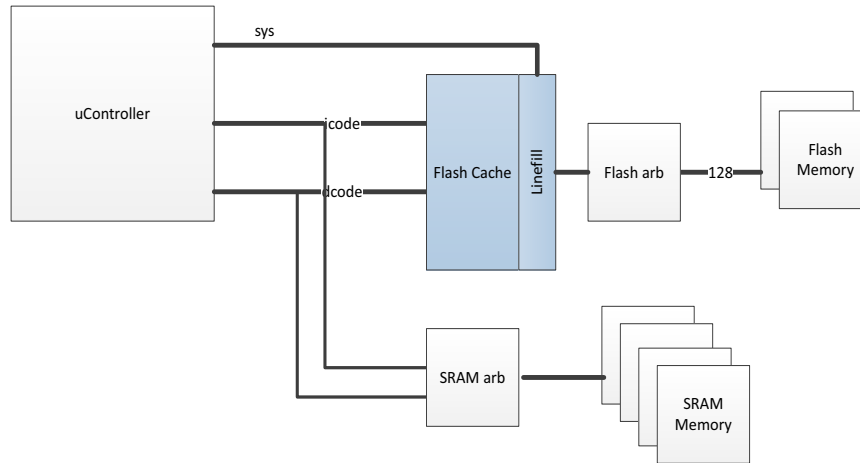 sys
uController
icode
Flash Cache
Linefill
Flash arb
128
Flash
Memory
dcode
SRAM arb
SRAM
Memory